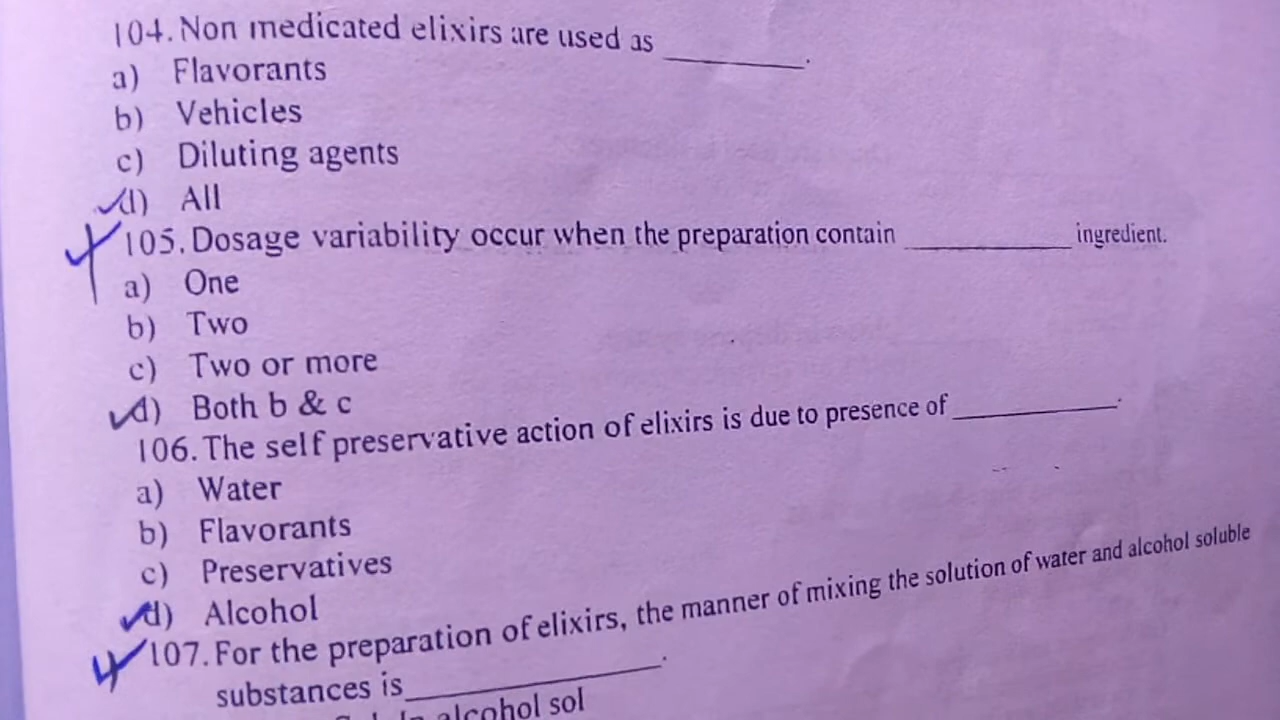 104. Non medicated elixirs are used as __________.
a) Flavorants
b) Vehicles
c) Diluting agents
d) All
105. Dosage variability occur when the preparation contain __________ ingredient.
a) One
b) Two
c) Two or more
d) Both b & c
106. The self preservative action of elixirs is due to presence of __________.
a) Water
b) Flavorants
c) Preservatives
d) Alcohol
107. For the preparation of elixirs, the manner of mixing the solution of water and alcohol soluble
substances is __________.
alcohol sol